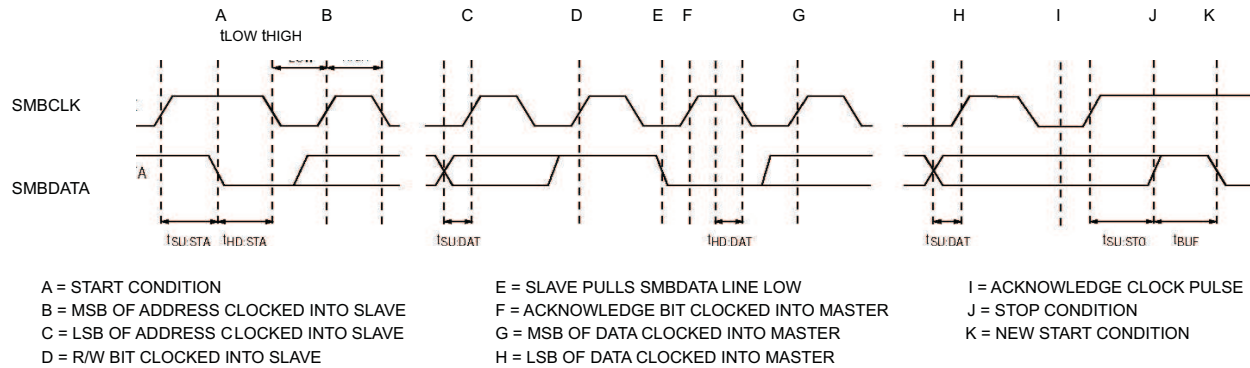 A B C D E F G H I J K
tLOW tHIGH
SMBCLK
SMBDATA
tSU:STA tHD:STA tSU:DAT tHD:DAT tSU:DAT tSU:STO tBUF
A = START CONDITION
B = MSB OF ADDRESS CLOCKED INTO SLAVE
C = LSB OF ADDRESS CLOCKED INTO SLAVE
D = R/W BIT CLOCKED INTO SLAVE
E = SLAVE PULLS SMBDATA LINE LOW
F = ACKNOWLEDGE BIT CLOCKED INTO MASTER
G = MSB OF DATA CLOCKED INTO MASTER
H = LSB OF DATA CLOCKED INTO MASTER
I = ACKNOWLEDGE CLOCK PULSE
J = STOP CONDITION
K = NEW START CONDITION